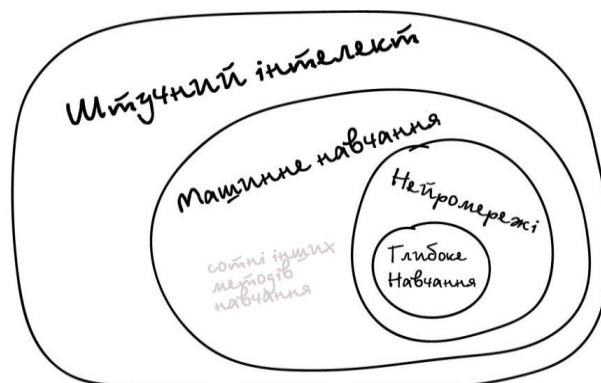 Штучний інтелект
Машинне навчання
Нейромережі
Глибоке
Навчання
сотні інших
методів
навчання